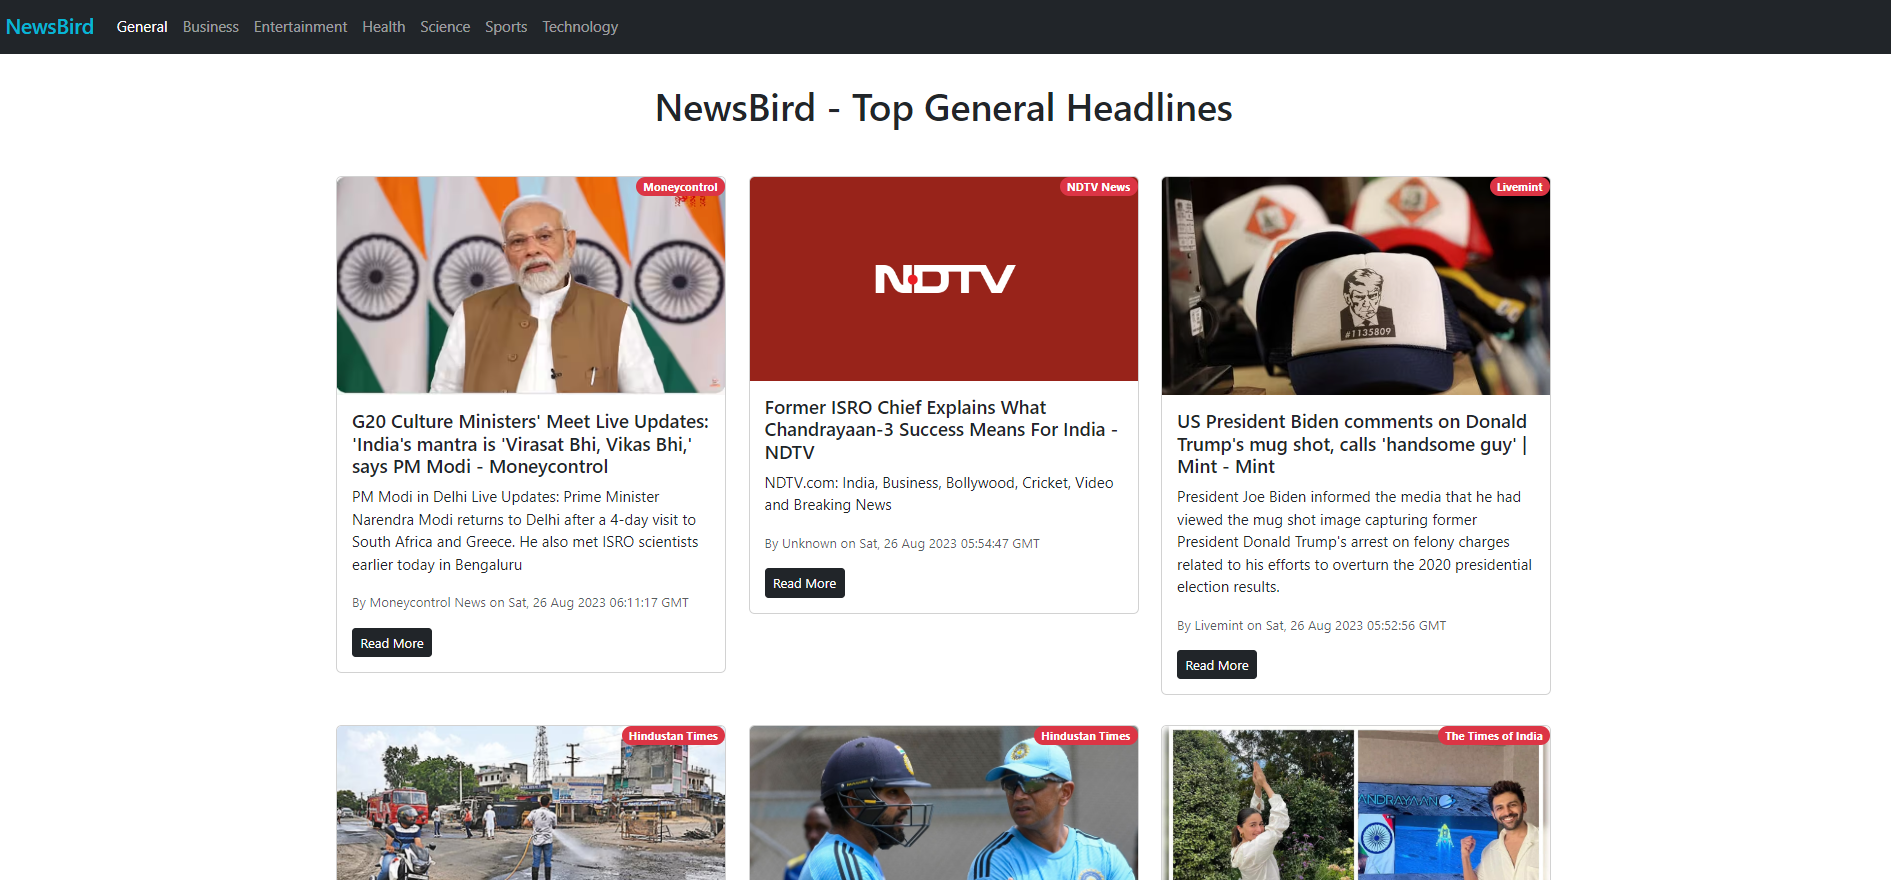 NewsBird General Business Entertainment Health Science Sports Technology
NewsBird - Top General Headlines
Moneycontrol
G20 Culture Ministers' Meet Live Updates:
'India's mantra is 'Virasat Bhi, Vikas Bhi,'
says PM Modi - Moneycontrol
PM Modi in Delhi Live Updates: Prime Minister
Narendra Modi returns to Delhi after a 4-day visit to
South Africa and Greece. He also met ISRO scientists
earlier today in Bengaluru
By Moneycontrol News on Sat, 26 Aug 2023 06:11:17 GMT
Read More
NDTV News
NDTV
Former ISRO Chief Explains What
Chandrayaan-3 Success Means For India -
NDTV
NDTV.com: India, Business, Bollywood, Cricket, Video
and Breaking News
By Unknown on Sat, 26 Aug 2023 05:54:47 GMT
Read More
Livemint
#1135809
US President Biden comments on Donald
Trump's mug shot, calls 'handsome guy' |
Mint - Mint
President Joe Biden informed the media that he had
viewed the mug shot image capturing former
President Donald Trump's arrest on felony charges
related to his efforts to overturn the 2020 presidential
election results.
By Livemint on Sat, 26 Aug 2023 05:52:56 GMT
Read More
Hindustan Times
Hindustan Times
The Times of India
ANDRAYAAN